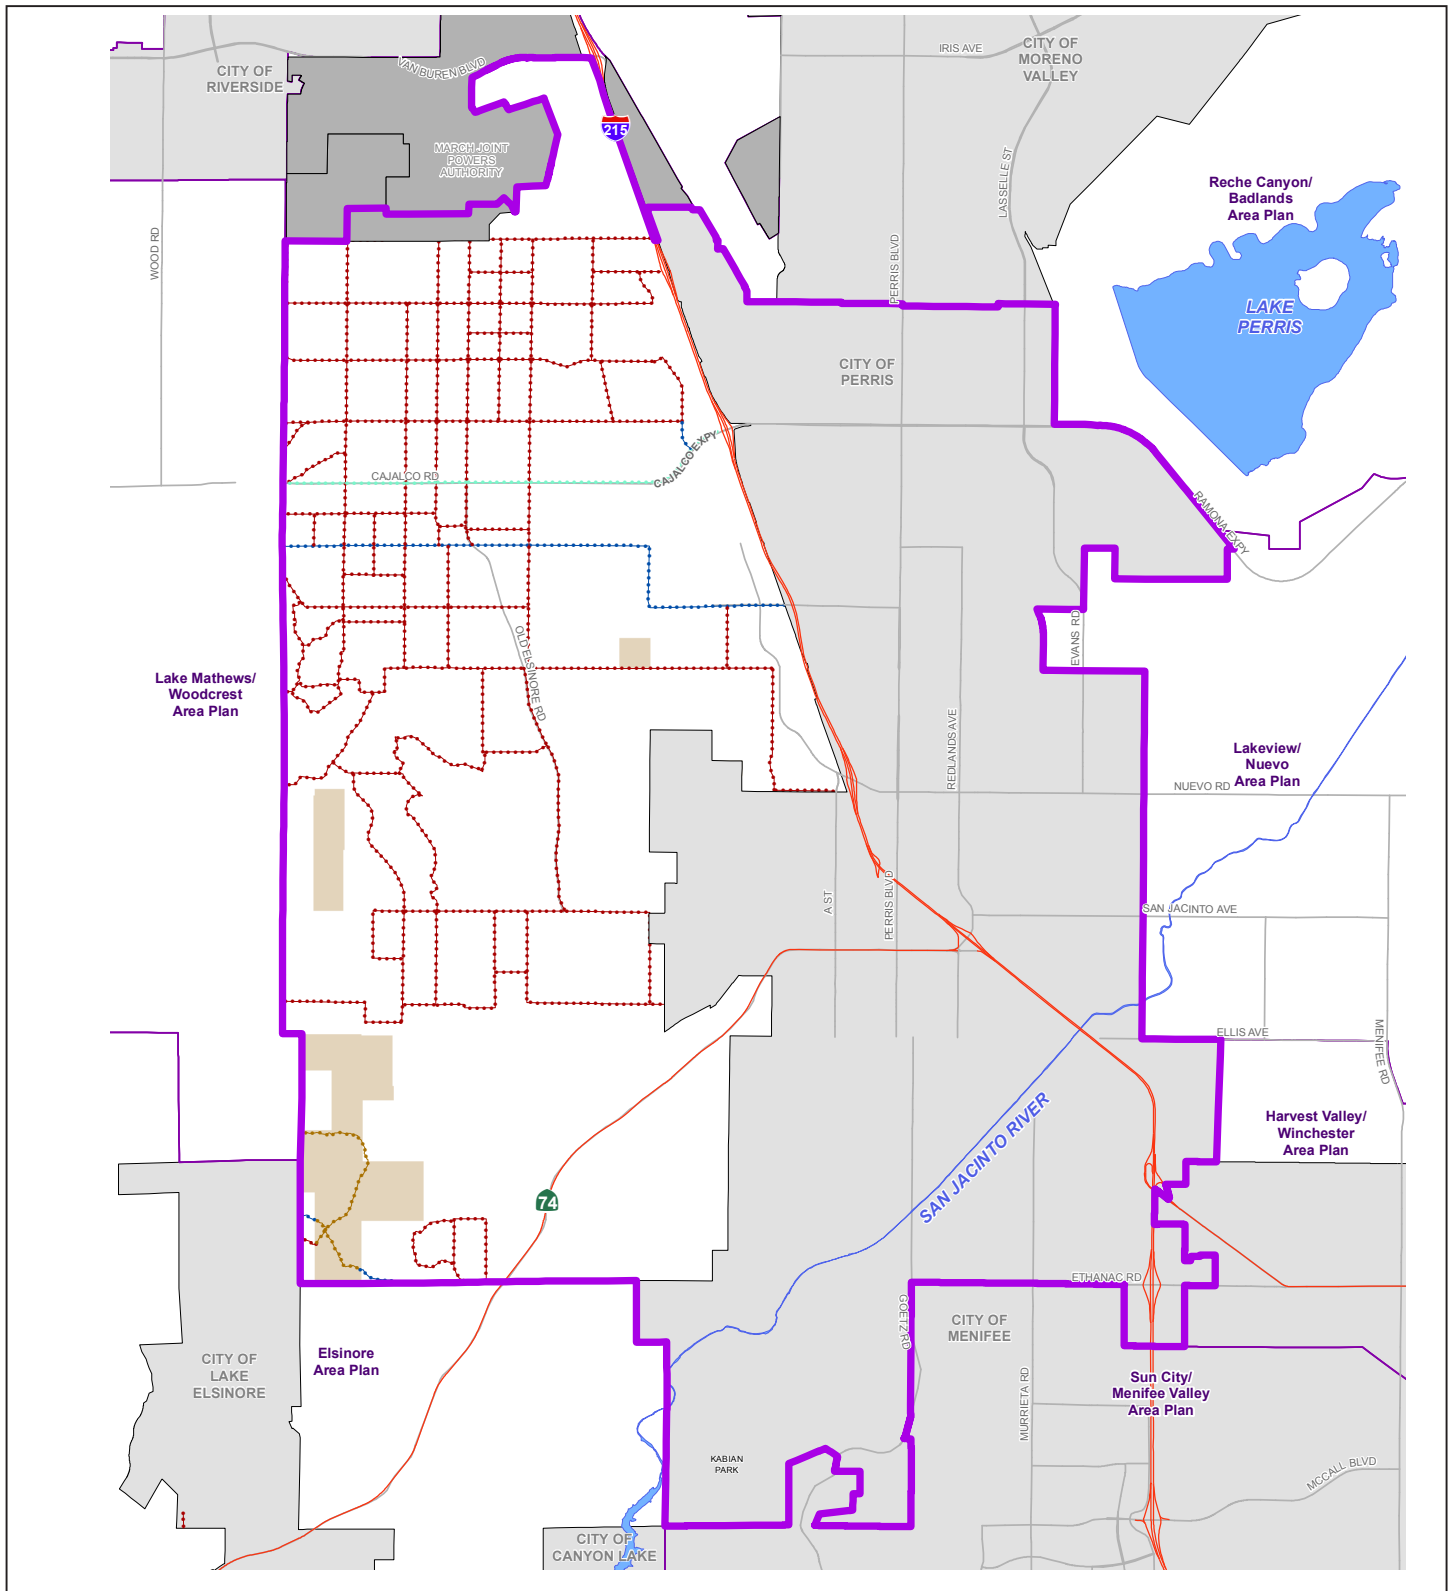 IRIS AVE
CITY OF
MORENO
VALLEY
CITY OF
RIVERSIDE
VAN BUREN BLVD
215
MARCH JOINT
POWERS
AUTHORITY
LASSELLE ST
Reche Canyon/
Badlands
Area Plan
WOOD RD
PERRIS BLVD
LAKE
PERRIS
CITY OF
PERRIS
CAJALCO RD
CAJALCO EXPY
RAMONA EXPY
OLD ELSINORE RD
EVANS RD
Lake Mathews/
Woodcrest
Area Plan
REDLANDS AVE
Lakeview/
Nuevo
Area Plan
NUEVO RD
A ST
PERRIS BLVD
SAN JACINTO AVE
ELLIS AVE
MENIFEE RD
SAN JACINTO RIVER
Harvest Valley/
Winchester
Area Plan
74
ETHANAC RD
GOETZ RD
CITY OF
MENIFEE
CITY OF
LAKE
ELSINORE
Elsinore
Area Plan
MURRIETA RD
Sun City/
Menifee Valley
Area Plan
KABIAN
PARK
MCCALL BLVD
CITY OF
CANYON LAKE